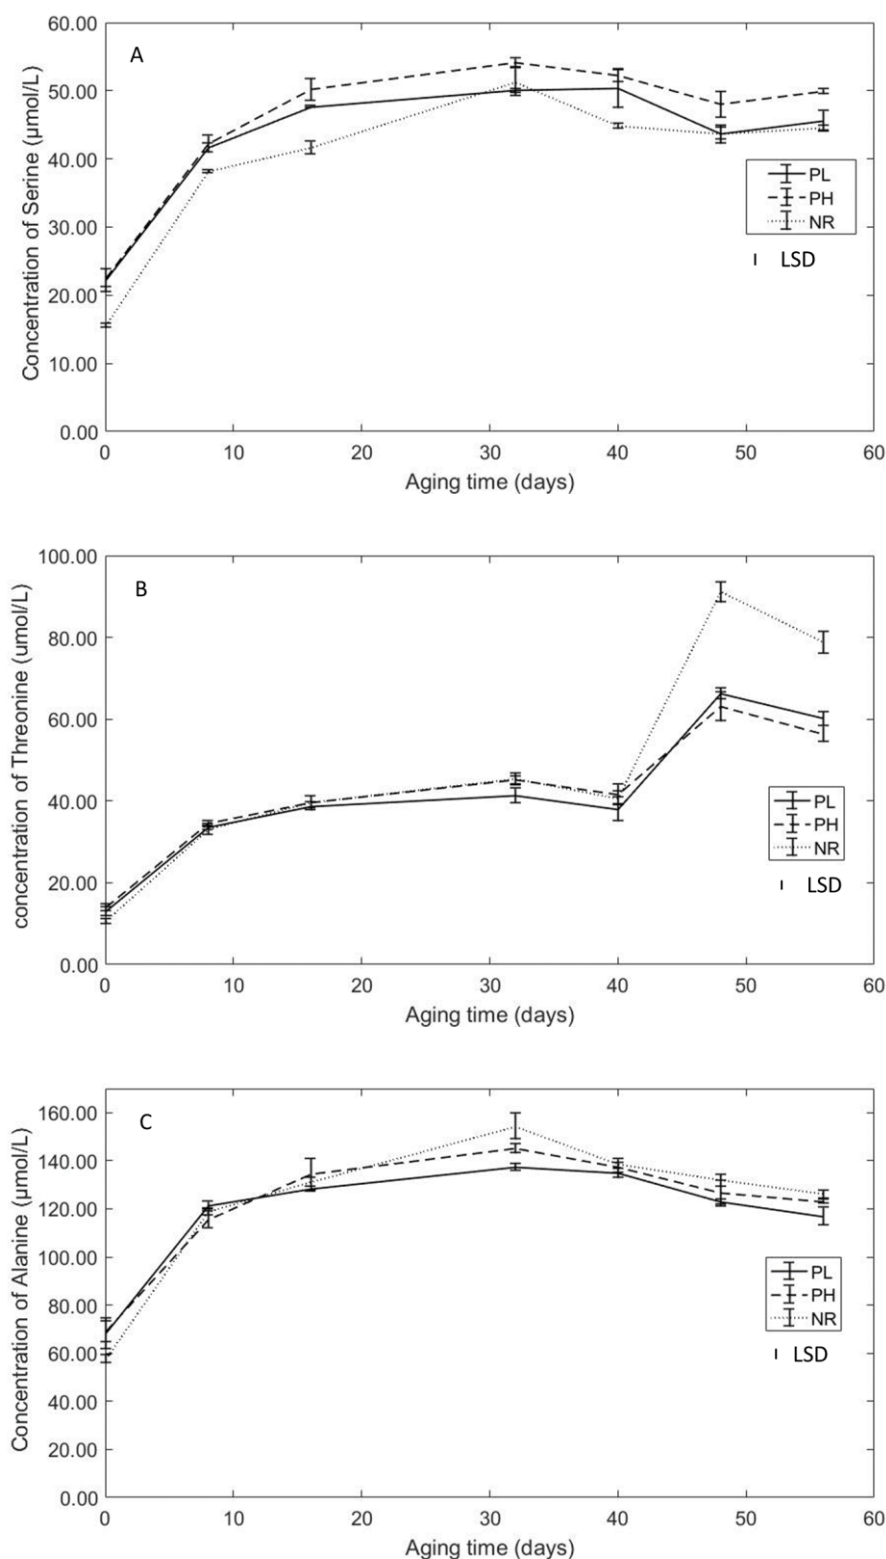 60.00
A
50.00
40.00
30.00
20.00
10.00
0.00
Concentration of Serine (µmol/L)
PL
PH
NR
LSD
0 10 20 30 40 50 60
Aging time (days)
100.00
B
80.00
60.00
40.00
20.00
0.00
concentration of Threonine (umol/L)
PL
PH
NR
LSD
0 10 20 30 40 50 60
Aging time (days)
160.00
C
140.00
120.00
100.00
80.00
60.00
40.00
20.00
0.00
Concentration of Alanine (µmol/L)
PL
PH
NR
LSD
0 10 20 30 40 50 60
Aging time (days)